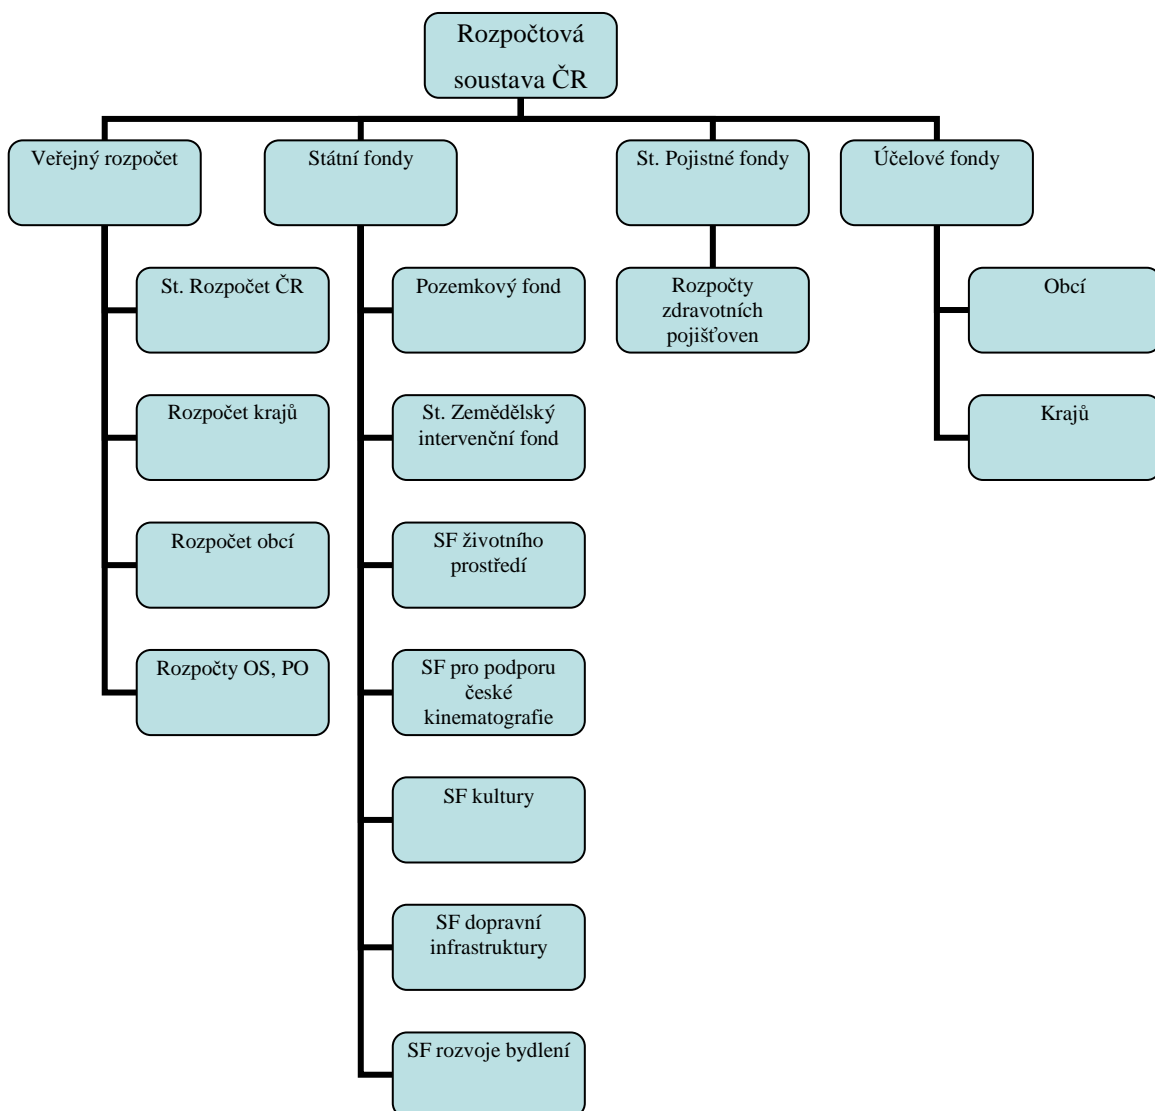 Rozpočtová
soustava ČR
Veřejný rozpočet
Státní fondy
St. Pojistné fondy
Účelové fondy
St. Rozpočet ČR
Rozpočet krajů
Rozpočet obcí
Rozpočty OS, PO
Pozemkový fond
St. Zemědělský
intervenční fond
SF životního
prostředí
SF pro podporu
české
kinematografie
SF kultury
SF dopravní
infrastruktury
SF rozvoje bydlení
Rozpočty
zdravotních
pojišťoven
Obcí
Krajů